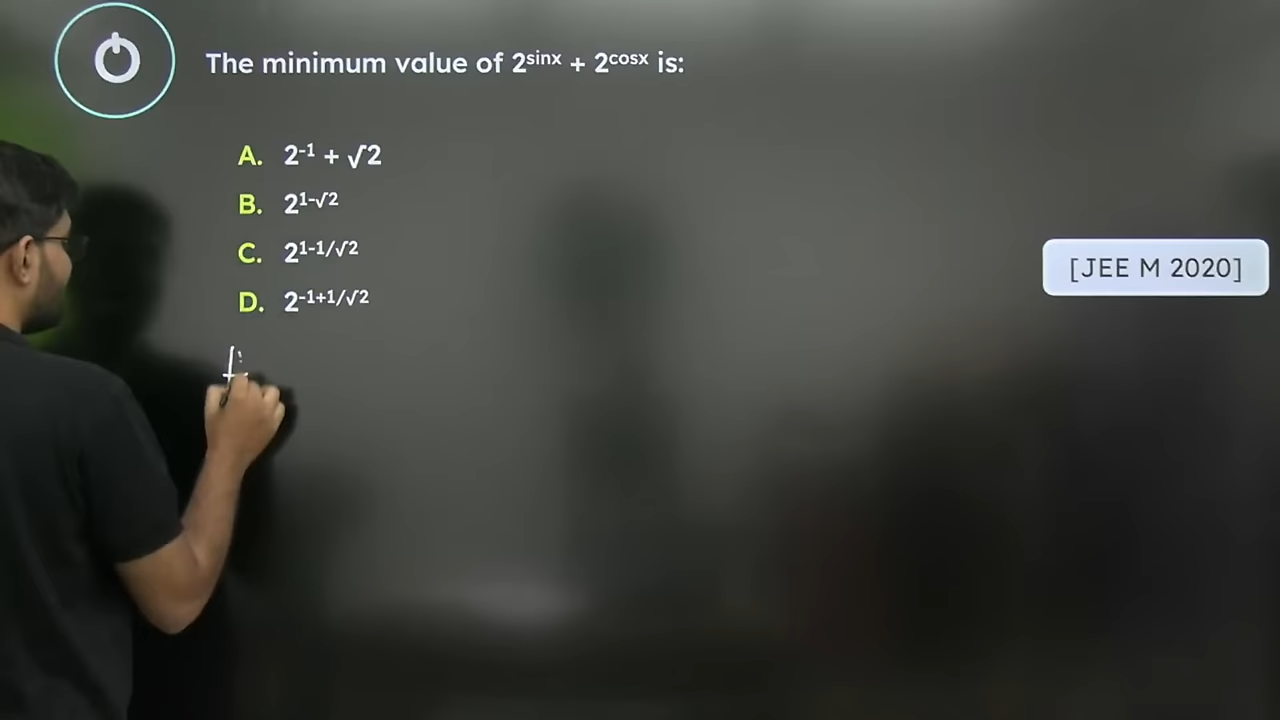 The minimum value of 2^sinx + 2^cosx is:
A. 2^-1 + √2
B. 2^1-√2
C. 2^1-1/√2
D. 2^-1+1/√2
[JEE M 2020]